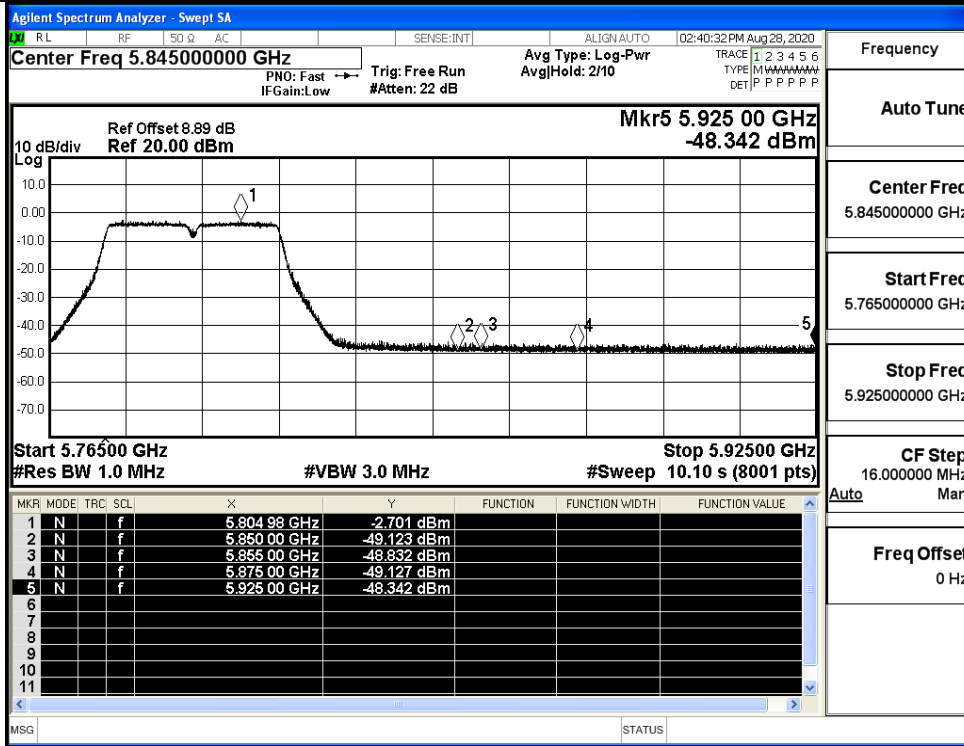 Agilent Spectrum Analyzer - Swept SA
LXI RL RF 50 Ω AC SENSE:INT ALIGN AUTO 02:40:32 PM Aug 28, 2020
Center Freq 5.845000000 GHz
PNO: Fast
IFGain:Low
Trig: Free Run
#Atten: 22 dB
Avg Type: Log-Pwr
Avg|Hold: 2/10
TRACE 1 2 3 4 5 6
TYPE M WWWWW
DET P P P P P P
Mkr5 5.925 00 GHz
-48.342 dBm
Ref Offset 8.89 dB
10 dB/div Ref 20.00 dBm
Log
10.0
0.00
-10.0
-20.0
-30.0
-40.0
-50.0
-60.0
-70.0
1
2
3
4
5
Start 5.76500 GHz Stop 5.92500 GHz
#Res BW 1.0 MHz #VBW 3.0 MHz #Sweep 10.10 s (8001 pts)
MKR MODE TRC SCL X Y FUNCTION FUNCTION WIDTH FUNCTION VALUE
1 N f 5.804 98 GHz -2.701 dBm
2 N f 5.850 00 GHz -49.123 dBm
3 N f 5.855 00 GHz -48.832 dBm
4 N f 5.875 00 GHz -49.127 dBm
5 N f 5.925 00 GHz -48.342 dBm
6
7
8
9
10
11
MSG STATUS
Frequency
Auto Tune
Center Freq
5.845000000 GHz
Start Freq
5.765000000 GHz
Stop Freq
5.925000000 GHz
CF Step
16.000000 MHz
Auto Man
Freq Offset
0 Hz